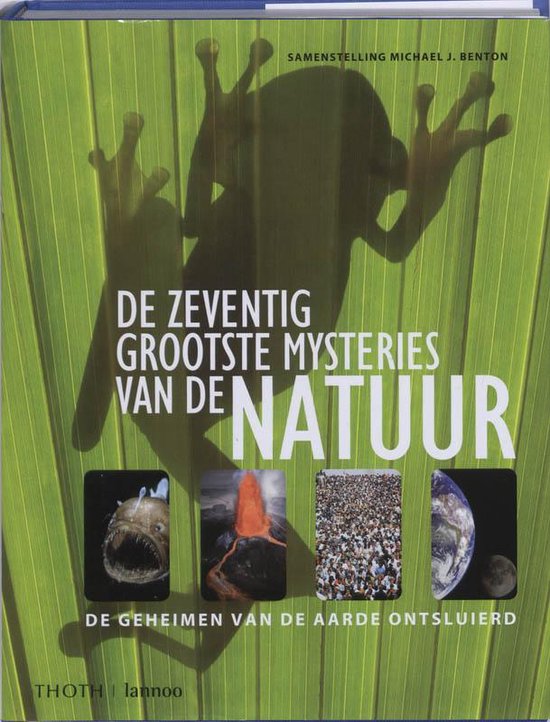 SAMENSTELLING MICHAEL J. BENTON
DE ZEVENTIG
GROOTSTE MYSTERIES
VAN DE NATUUR
DE GEHEIMEN VAN DE AARDE ONTSLUIERD
THOTH | lannoo